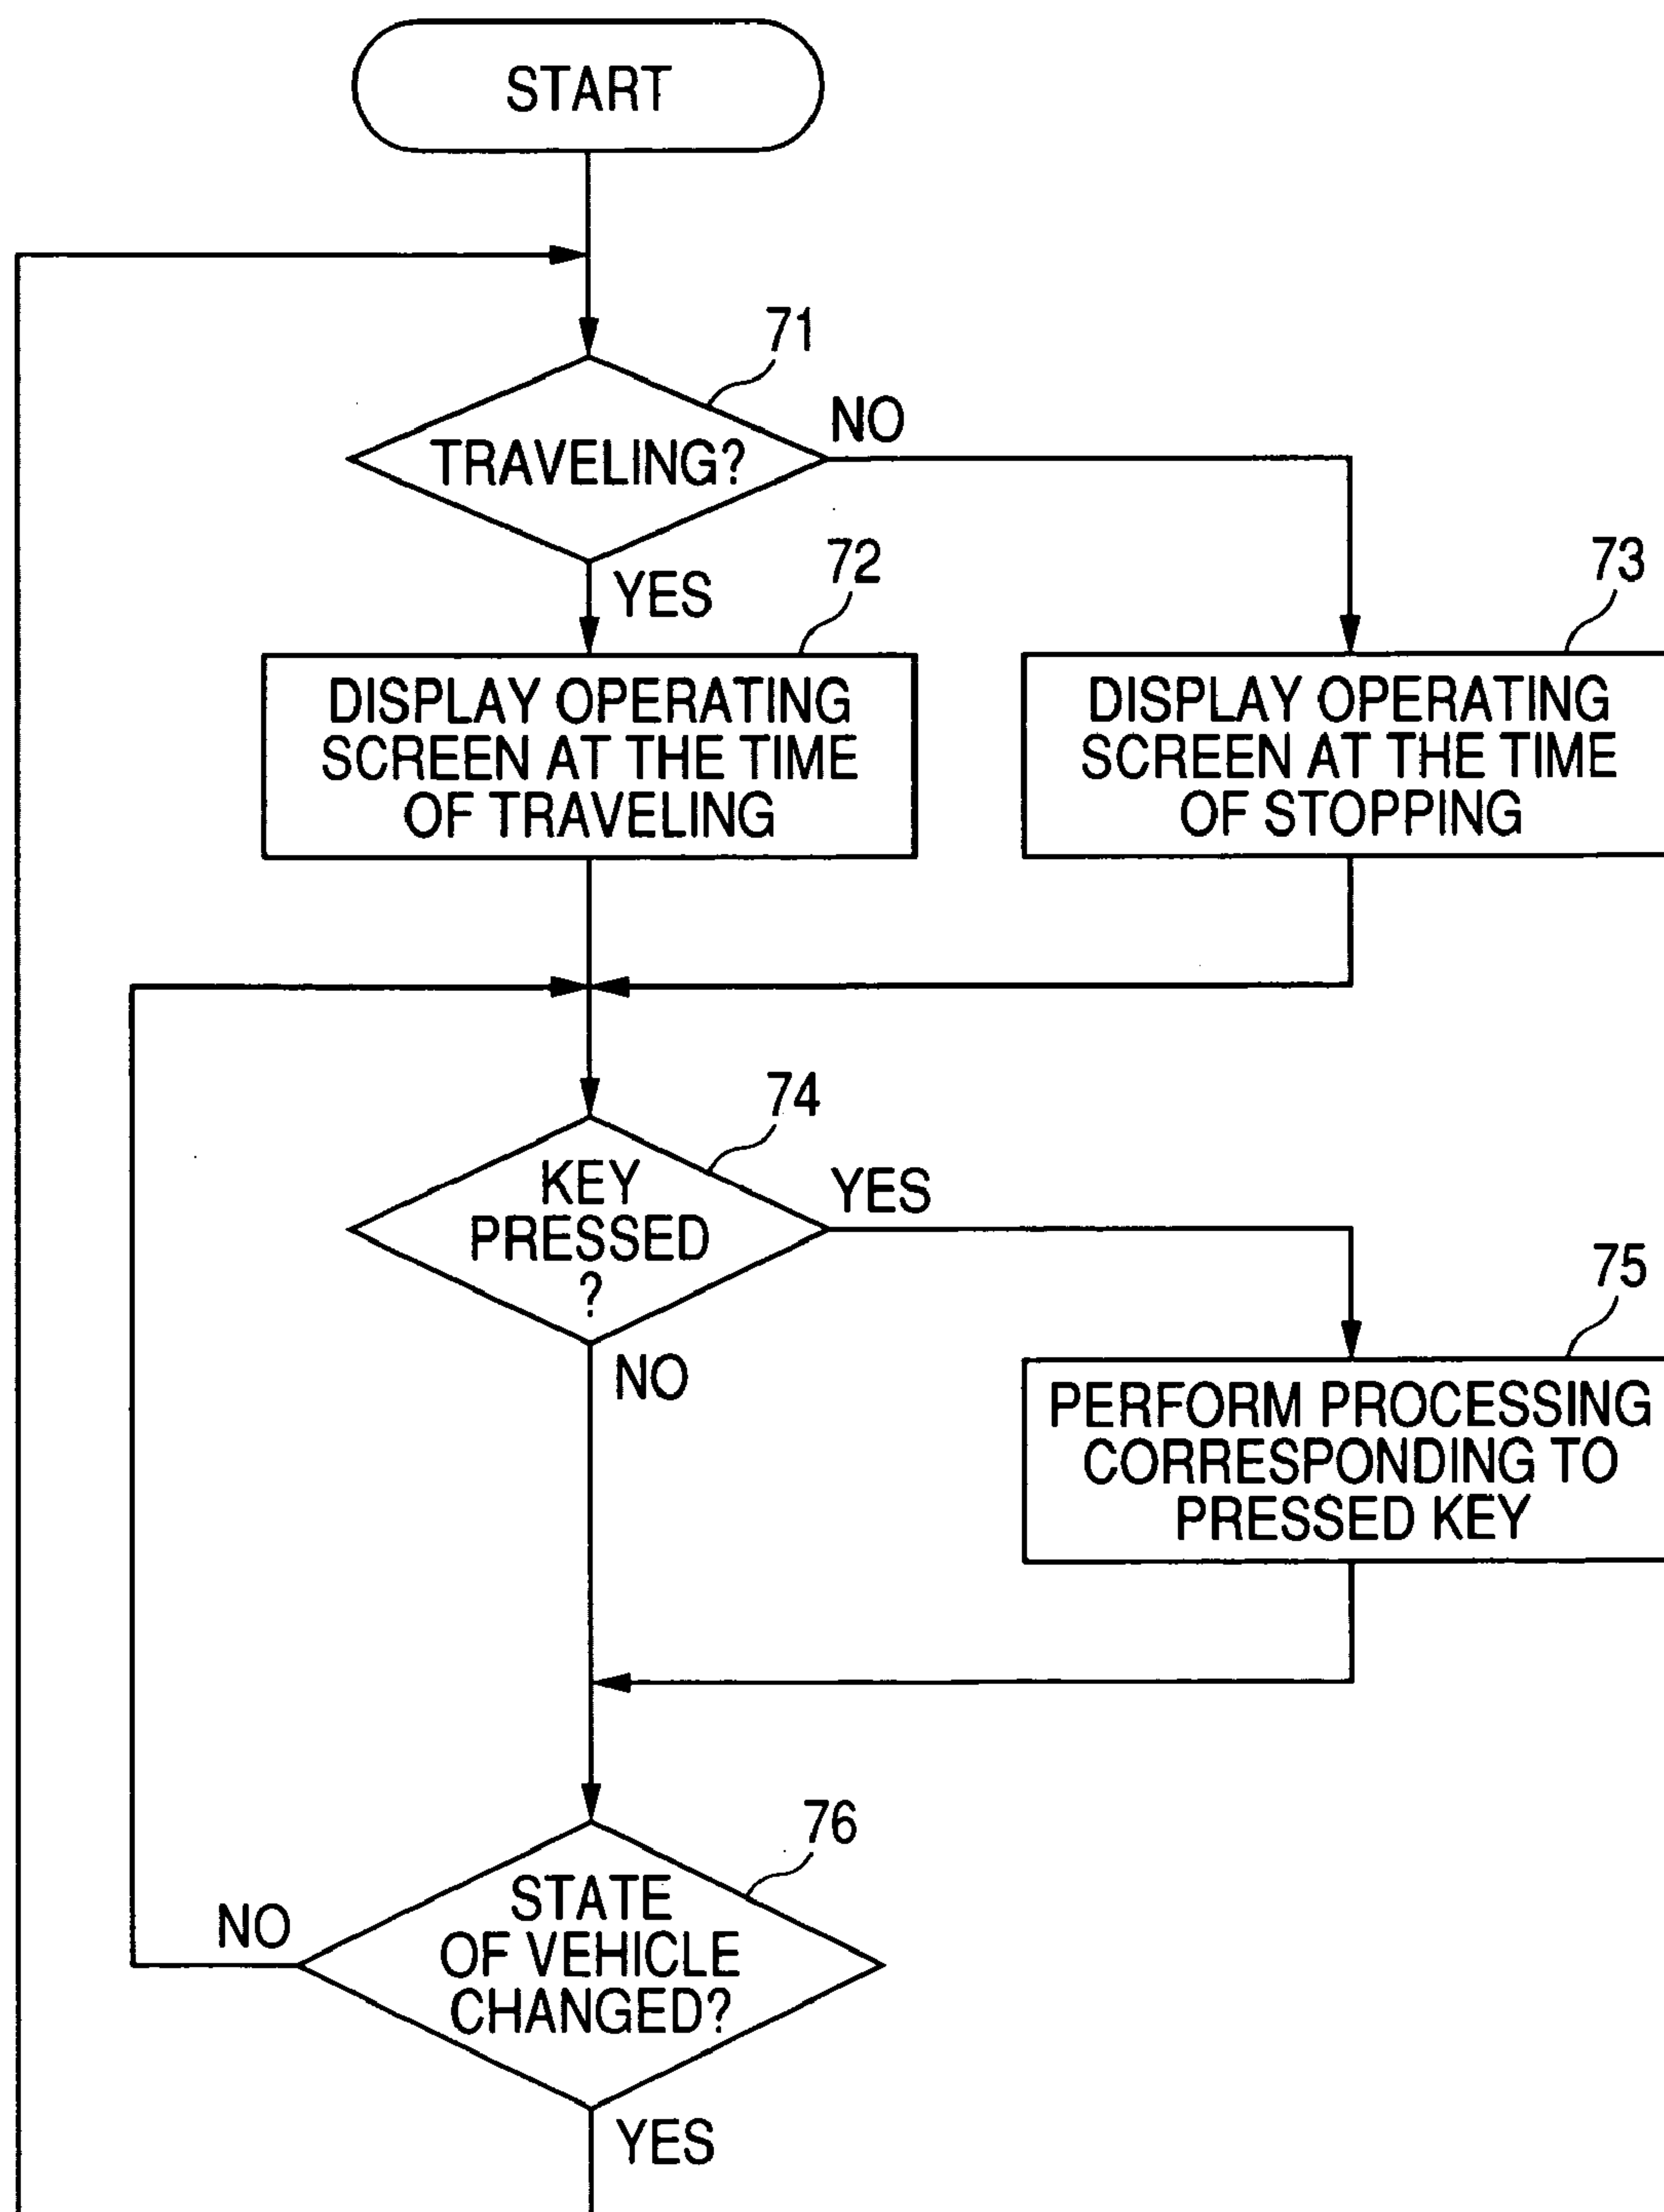 START
71
TRAVELING?
NO
YES
72
73
DISPLAY OPERATING
SCREEN AT THE TIME
OF TRAVELING
DISPLAY OPERATING
SCREEN AT THE TIME
OF STOPPING
74
KEY
PRESSED
?
YES
NO
75
PERFORM PROCESSING
CORRESPONDING TO
PRESSED KEY
76
STATE
OF VEHICLE
CHANGED?
NO
YES